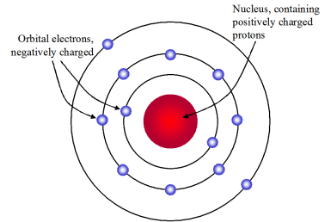 Orbital electrons,
negatively charged
Nucleus, containing
positively charged
protons